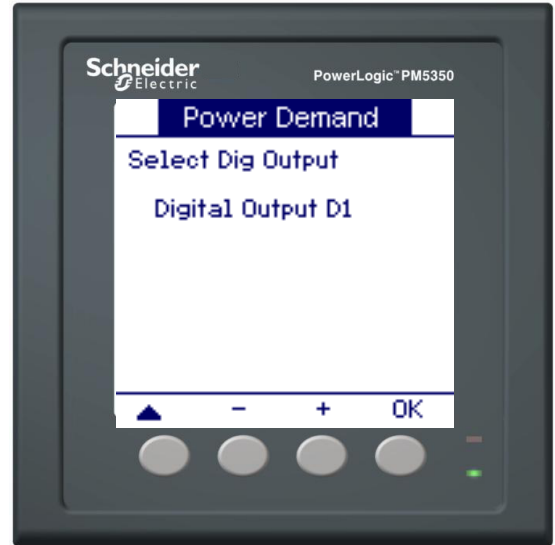 Schneider
Electric
PowerLogic™ PM5350
Power Demand
Select Dig Output
Digital Output D1
▲ - + OK